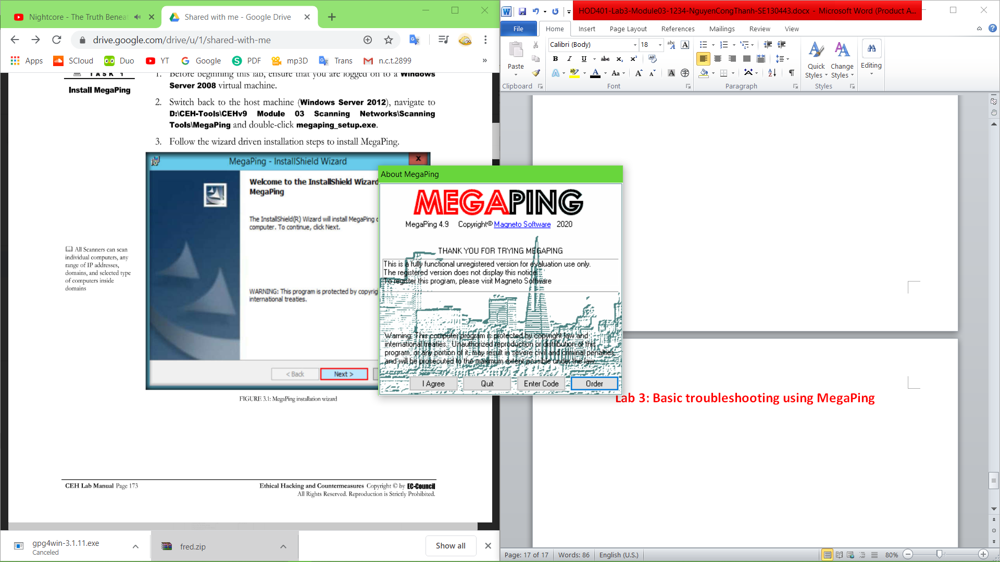 Nightcore - The Truth Benea
Shared with me - Google Drive
drive.google.com/drive/u/1/shared-with-me
Apps
SCloud
Duo
YT
Google
PDF
mp3D
Trans
n.c.t.2899
»
TASK 1
Install MegaPing
1. Before beginning this lab, ensure that you are logged on to a Windows
Server 2008 virtual machine.
2. Switch back to the host machine (Windows Server 2012), navigate to
D:\CEH-Tools\CEHv9 Module 03 Scanning Networks\Scanning
Tools\MegaPing and double-click megaping_setup.exe.
3. Follow the wizard driven installation steps to install MegaPing.
MegaPing - InstallShield Wizard
Welcome to the InstallShield Wizard
MegaPing
The InstallShield(R) Wizard will install MegaPing
computer. To continue, click Next.
WARNING: This program is protected by copyrig
international treaties.
< Back
Next >
All Scanners can scan
individual computers, any
range of IP addresses,
domains, and selected type
of computers inside
domains
FIGURE 3.1: MegaPing installation wizard
CEH Lab Manual Page 173
Ethical Hacking and Countermeasures Copyright © by EC-Council
All Rights Reserved. Reproduction is Strictly Prohibited.
gpg4win-3.1.11.exe
Canceled
fred.zip
Show all
About MegaPing
MEGAPING
MegaPing 4.9 Copyright© Magneto Software 2020
THANK YOU FOR TRYING MEGAPING
This is a fully functional unregistered version for evaluation use only.
The registered version does not display this notice.
To register this program, please visit Magneto Software
Warning: This computer program is protected by copyright law and
international treaties. Unauthorized reproduction or distribution of this
program, or any portion of it, may result in severe civil and criminal penalties,
and will be prosecuted to the maximum extent possible under the law.
I Agree
Quit
Enter Code
Order
HOD401-Lab3-Module03-1234-NguyenCongThanh-SE130443.docx - Microsoft Word (Product A...
File
Home
Insert
Page Layout
References
Mailings
Review
View
Calibri (Body)
18
Paste
Clipboard
Font
Paragraph
Quick
Styles
Change
Styles
Styles
Editing
Lab 3: Basic troubleshooting using MegaPing
Page: 17 of 17
Words: 86
English (U.S.)
80%